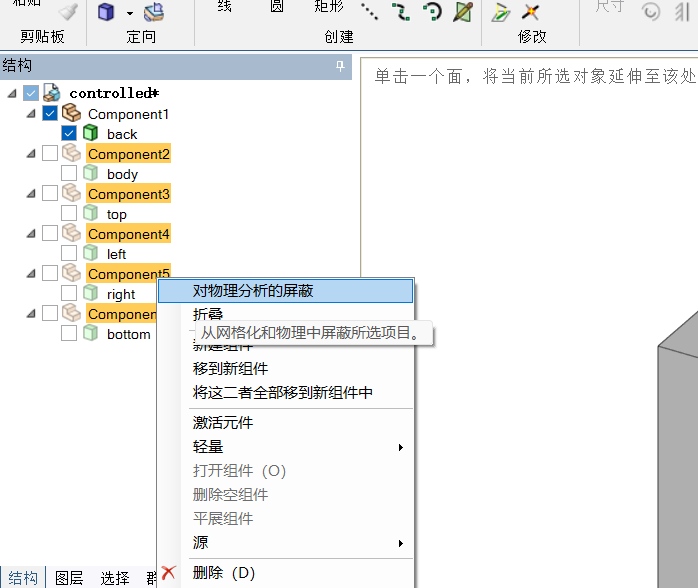 线 圆 矩形 尺寸
剪贴板 定向 创建 修改
结构
单击一个面，将当前所选对象延伸至该处
controlled*
Component1
back
Component2
body
Component3
top
Component4
left
Component5
right
Componen
bottom
对物理分析的屏蔽
折叠
从网格化和物理中屏蔽所选项目。
新建组件
移到新组件
将这二者全部移到新组件中
激活元件
轻量
打开组件（O）
删除空组件
平展组件
源
删除（D）
结构 图层 选择 群